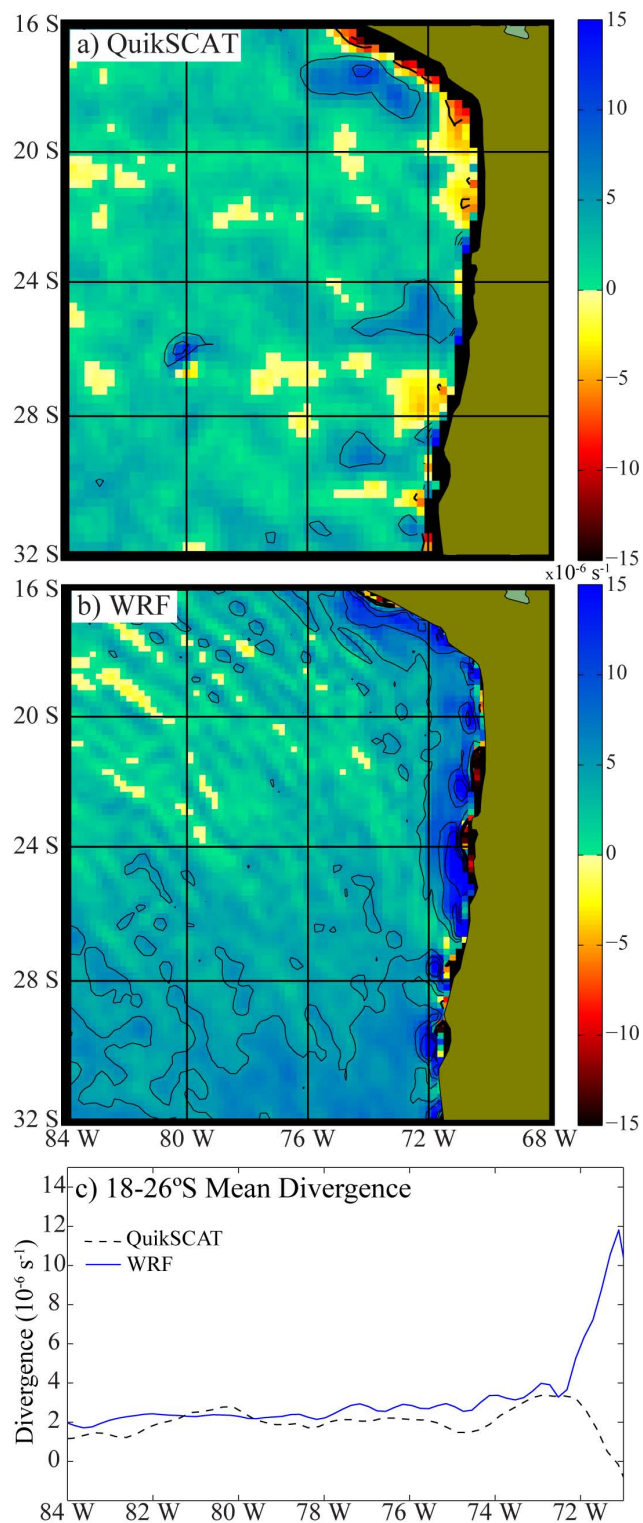 16 S
a) QuikSCAT
20 S
24 S
28 S
32 S
15
10
5
0
−5
−10
−15
x10-6 s-1
16 S
b) WRF
20 S
24 S
28 S
32 S
84 W 80 W 76 W 72 W 68 W
15
10
5
0
−5
−10
−15
c) 18-26ºS Mean Divergence
QuikSCAT
WRF
Divergence (10-6 s-1)
14
12
10
8
6
4
2
0
84 W 82 W 80 W 78 W 76 W 74 W 72 W